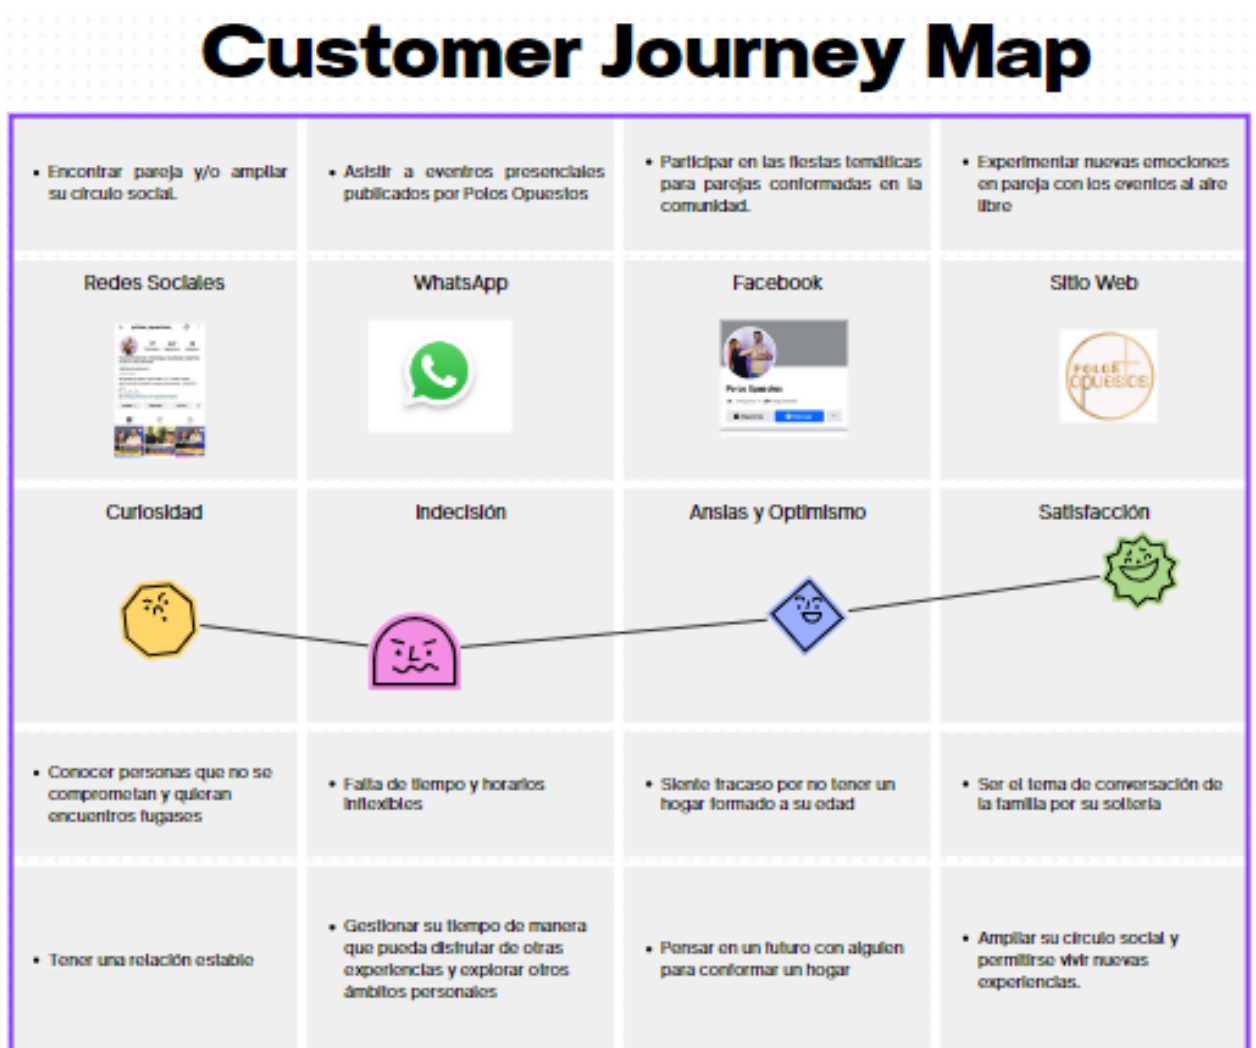 Customer Journey Map
• Encontrar pareja y/o ampliar
su círculo social.
• Asistir a eventros presenciales
publicados por Polos Opuestos
• Participar en las fiestas temáticas
para parejas conformadas en la
comunidad.
• Experimentar nuevas emociones
en pareja con los eventos al aire
libre
Redes Sociales
WhatsApp
Facebook
Sitio Web
Polos Opuestos
POLOS
OPUESTOS
Curiosidad
Indecisión
Ansias y Optimismo
Satisfacción
• Conocer personas que no se
comprometan y quieran
encuentros fugases
• Falta de tiempo y horarios
inflexibles
• Siente fracaso por no tener un
hogar formado a su edad
• Ser el tema de conversación de
la familia por su soltería
• Tener una relación estable
• Gestionar su tiempo de manera
que pueda disfrutar de otras
experiencias y explorar otros
ámbitos personales
• Pensar en un futuro con alguien
para conformar un hogar
• Ampliar su círculo social y
permitirse vivir nuevas
experiencias.